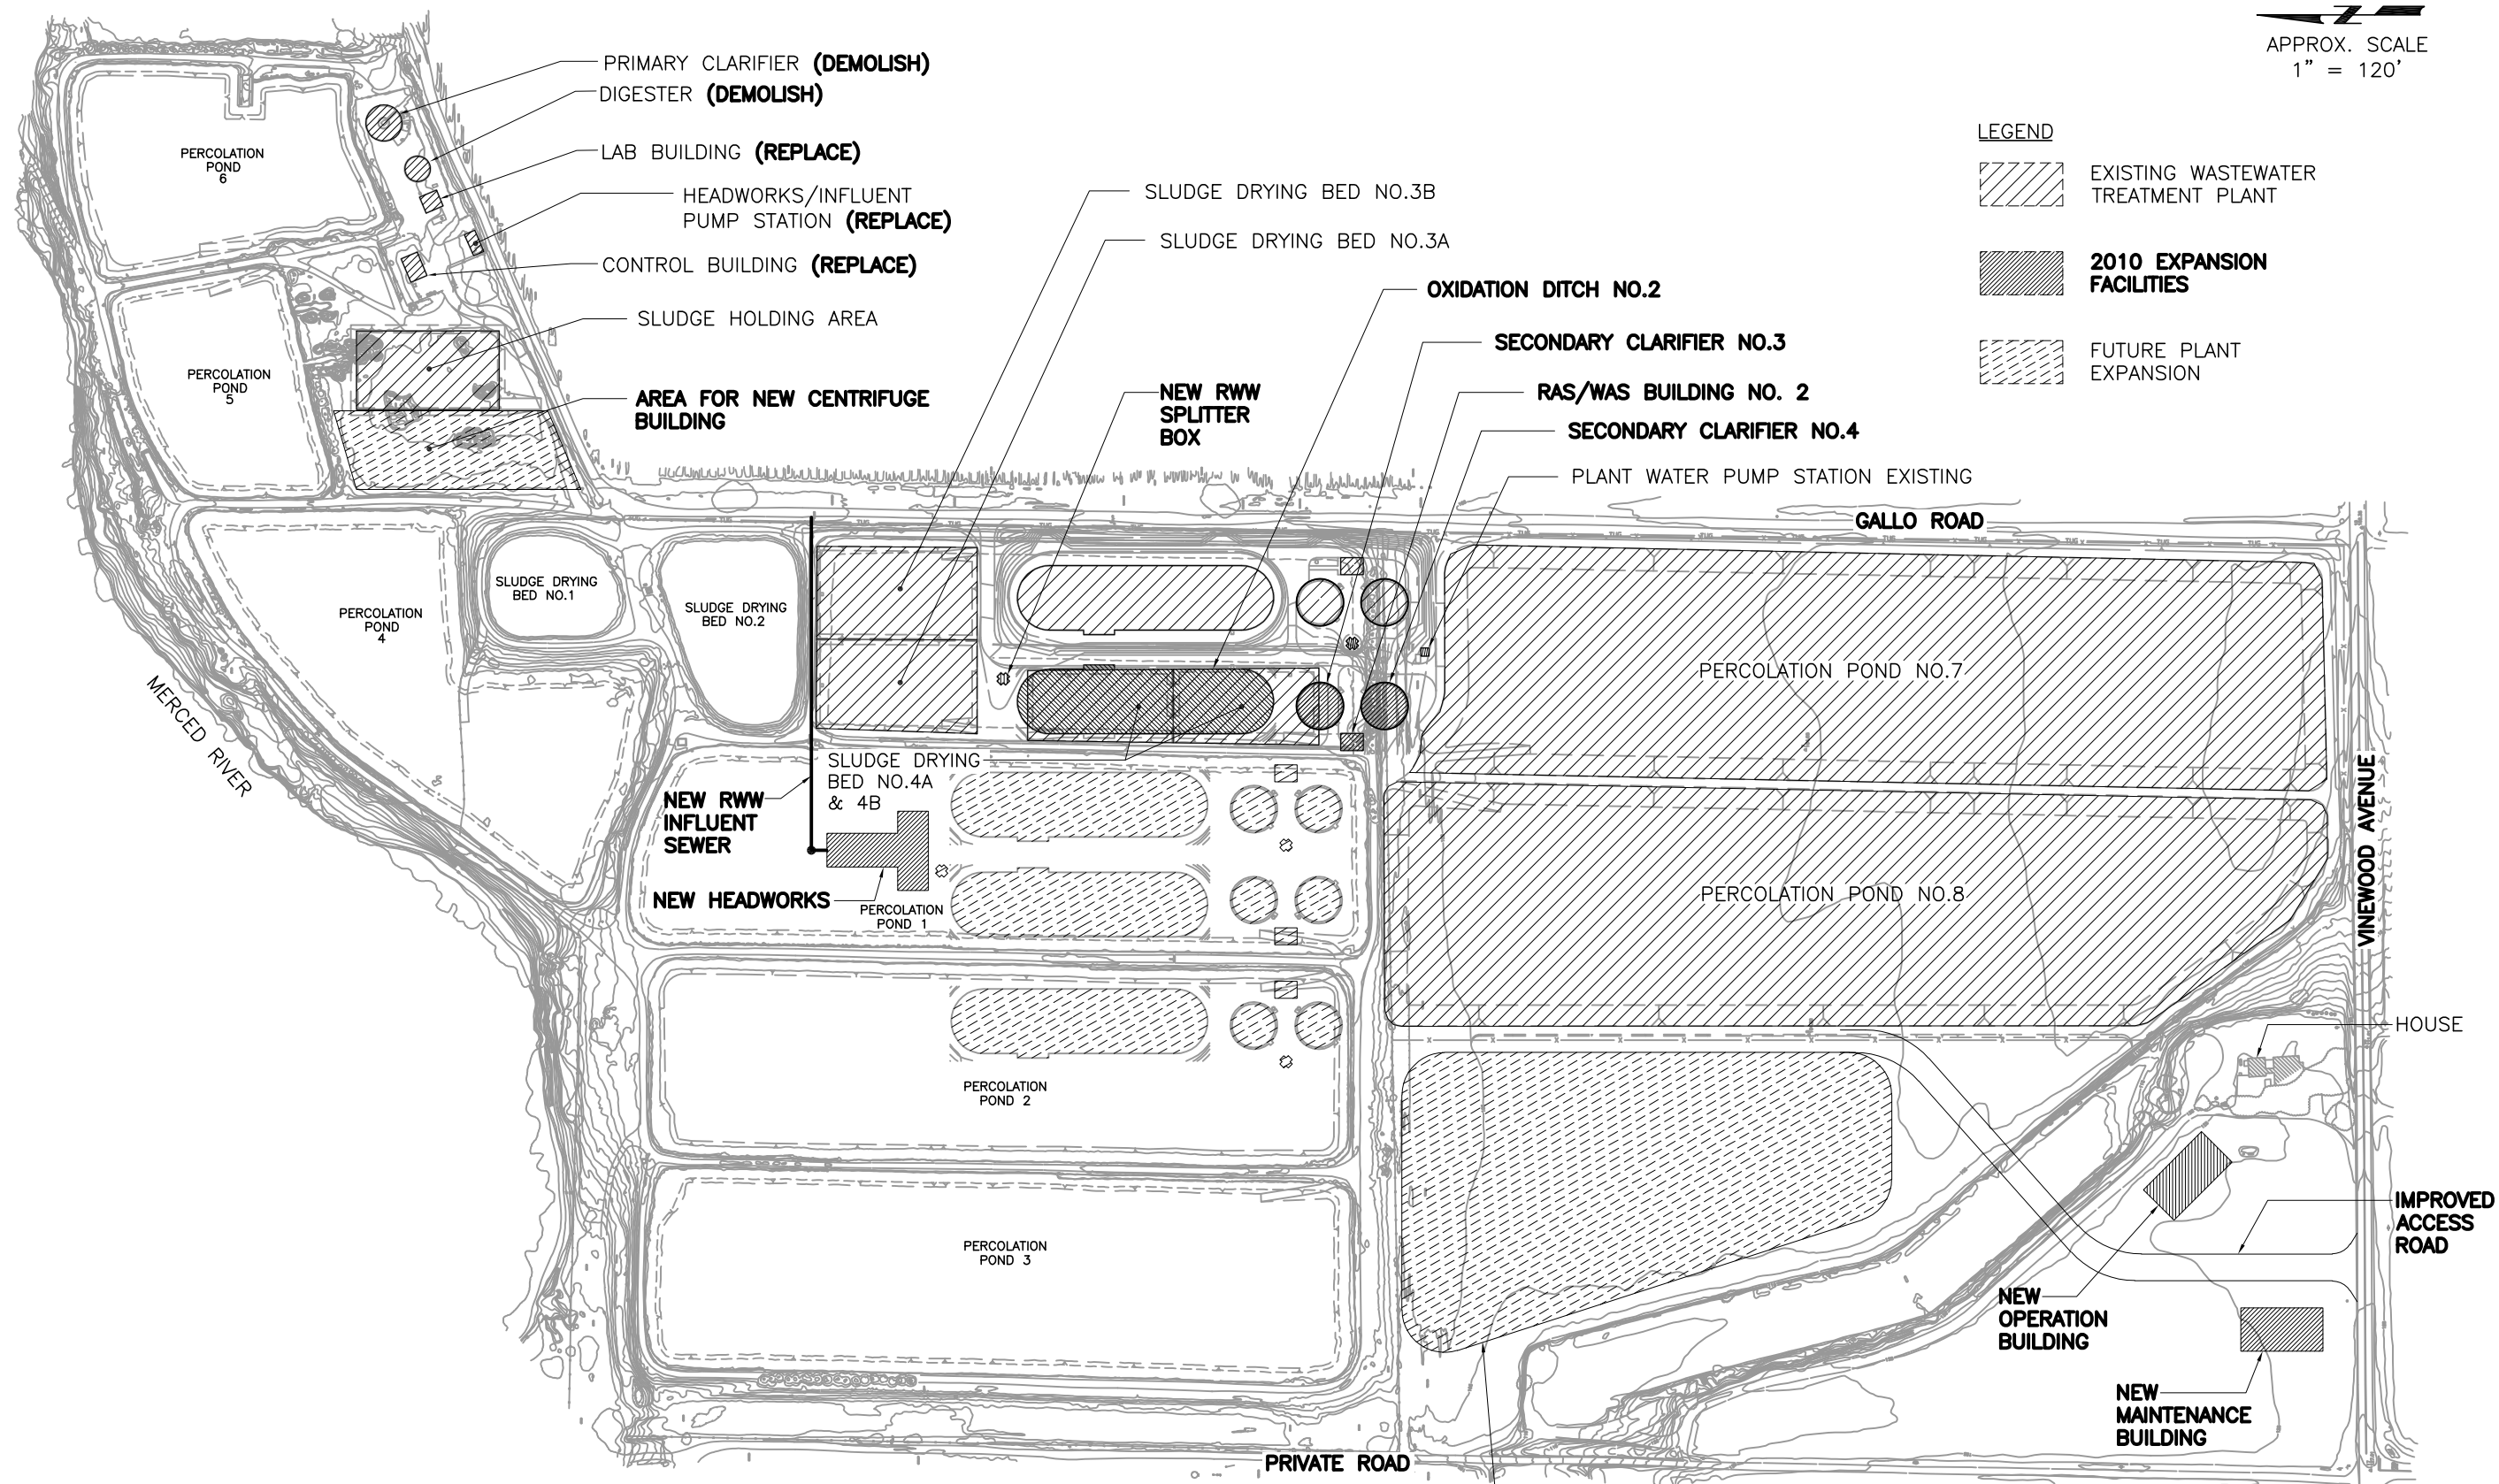 APPROX. SCALE
1" = 120'
LEGEND
EXISTING WASTEWATER
TREATMENT PLANT
2010 EXPANSION
FACILITIES
FUTURE PLANT
EXPANSION
PRIMARY CLARIFIER (DEMOLISH)
DIGESTER (DEMOLISH)
LAB BUILDING (REPLACE)
HEADWORKS/INFLUENT
PUMP STATION (REPLACE)
CONTROL BUILDING (REPLACE)
SLUDGE HOLDING AREA
AREA FOR NEW CENTRIFUGE
BUILDING
PERCOLATION
POND
6
PERCOLATION
POND
5
PERCOLATION
POND
4
SLUDGE DRYING BED NO.3B
SLUDGE DRYING BED NO.3A
OXIDATION DITCH NO.2
SECONDARY CLARIFIER NO.3
NEW RWW
SPLITTER
BOX
RAS/WAS BUILDING NO. 2
SECONDARY CLARIFIER NO.4
PLANT WATER PUMP STATION EXISTING
GALLO ROAD
SLUDGE DRYING
BED NO.1
SLUDGE DRYING
BED NO.2
MERCED RIVER
PERCOLATION POND NO.7
SLUDGE DRYING
BED NO.4A
& 4B
NEW RWW
INFLUENT
SEWER
NEW HEADWORKS
PERCOLATION
POND 1
PERCOLATION POND NO.8
VINEWOOD AVENUE
HOUSE
PERCOLATION
POND 2
PERCOLATION
POND 3
IMPROVED
ACCESS
ROAD
NEW
OPERATION
BUILDING
NEW
MAINTENANCE
BUILDING
PRIVATE ROAD